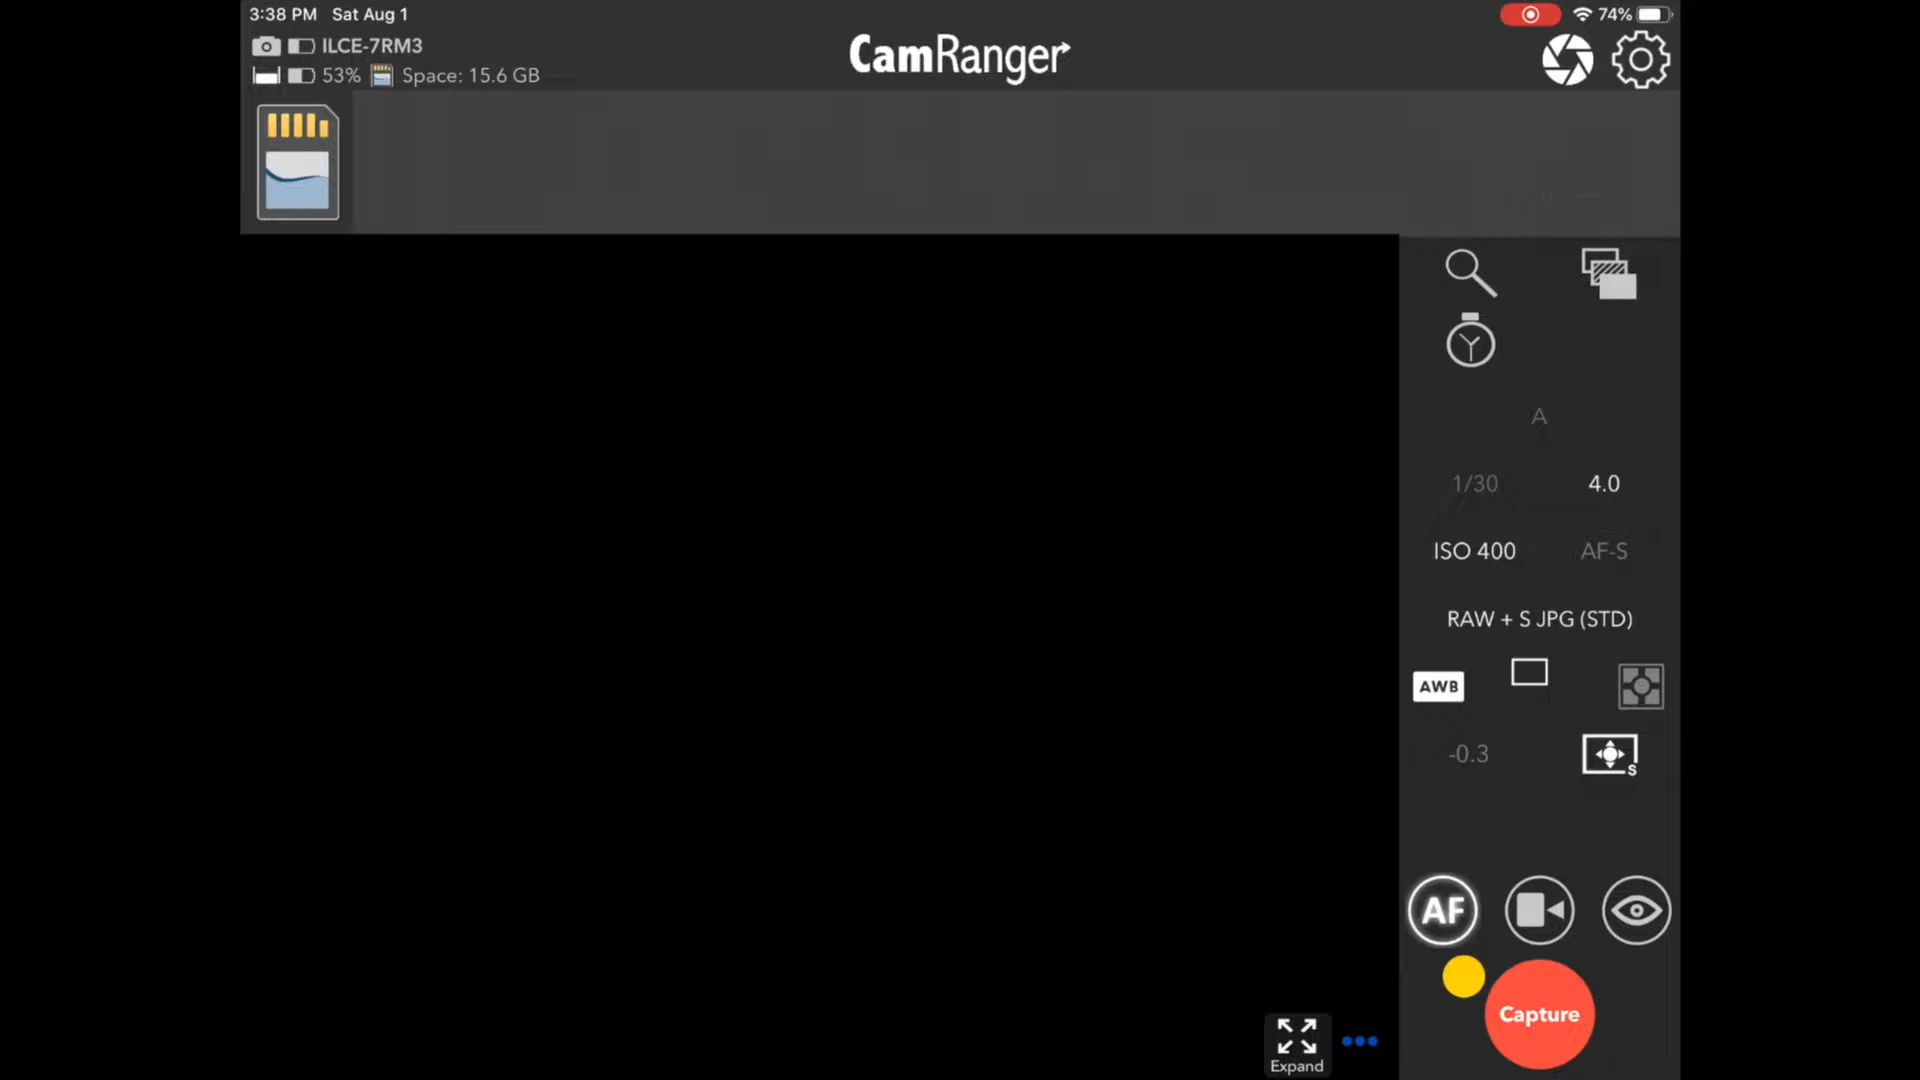 3:38 PM Sat Aug 1
74%
ILCE-7RM3
53% Space: 15.6 GB
CamRanger
A
1/30 4.0
ISO 400 AF-S
RAW + S JPG (STD)
AWB
-0.3
S
AF
Capture
Expand